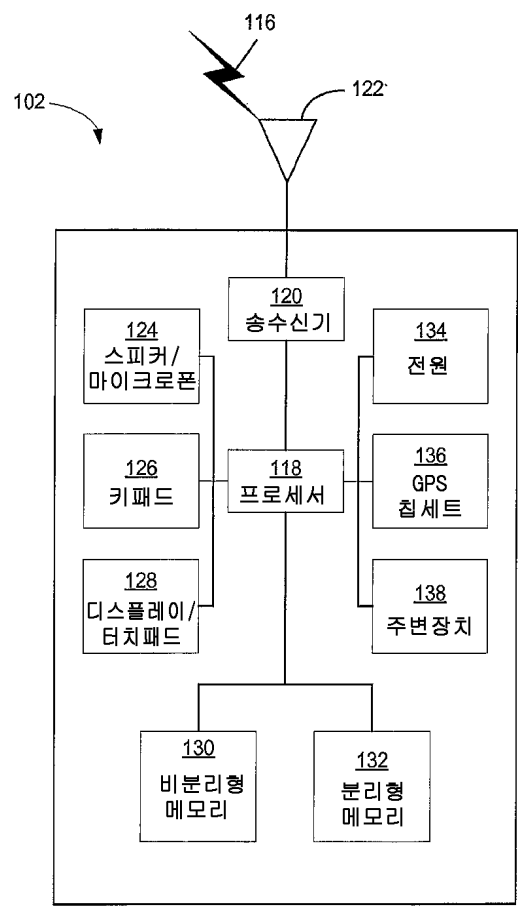 116
122
102
120
송수신기
124
스피커/
마이크로폰
134
전원
126
키패드
118
프로세서
136
GPS
칩세트
128
디스플레이/
터치패드
138
주변장치
130
비분리형
메모리
132
분리형
메모리